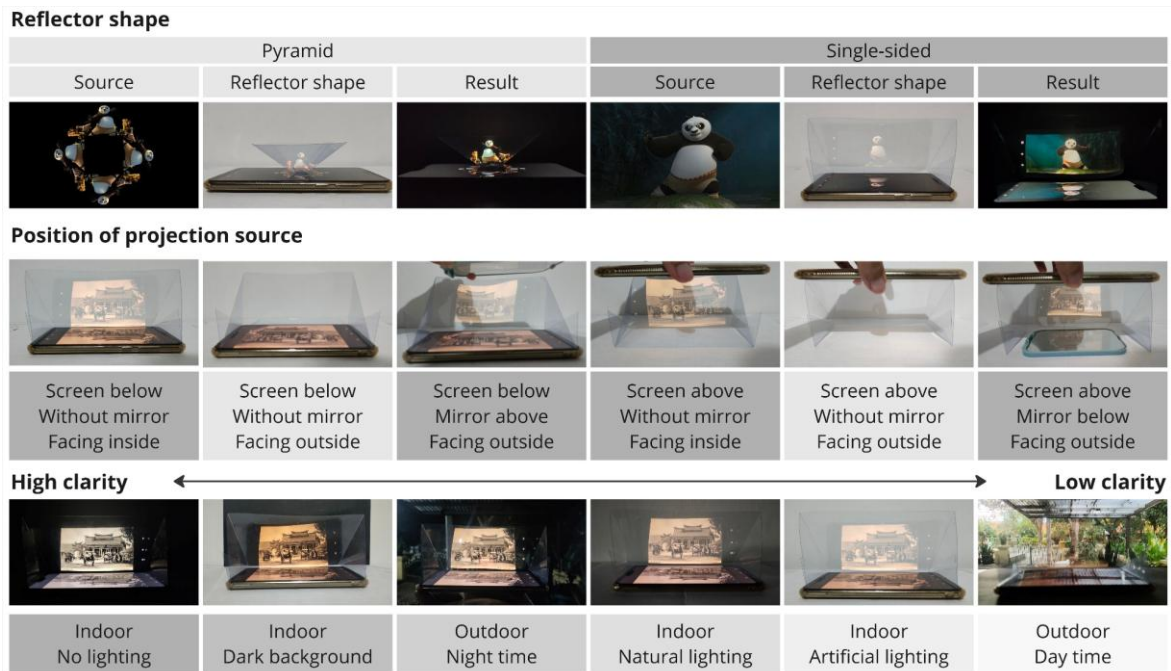 Reflector shape
Pyramid
Single-sided
Source
Reflector shape
Result
Source
Reflector shape
Result
Position of projection source
Screen below
Without mirror
Facing inside
Screen below
Without mirror
Facing outside
Screen below
Mirror above
Facing outside
Screen above
Without mirror
Facing inside
Screen above
Without mirror
Facing outside
Screen above
Mirror below
Facing outside
High clarity
Low clarity
Indoor
No lighting
Indoor
Dark background
Outdoor
Night time
Indoor
Natural lighting
Indoor
Artificial lighting
Outdoor
Day time